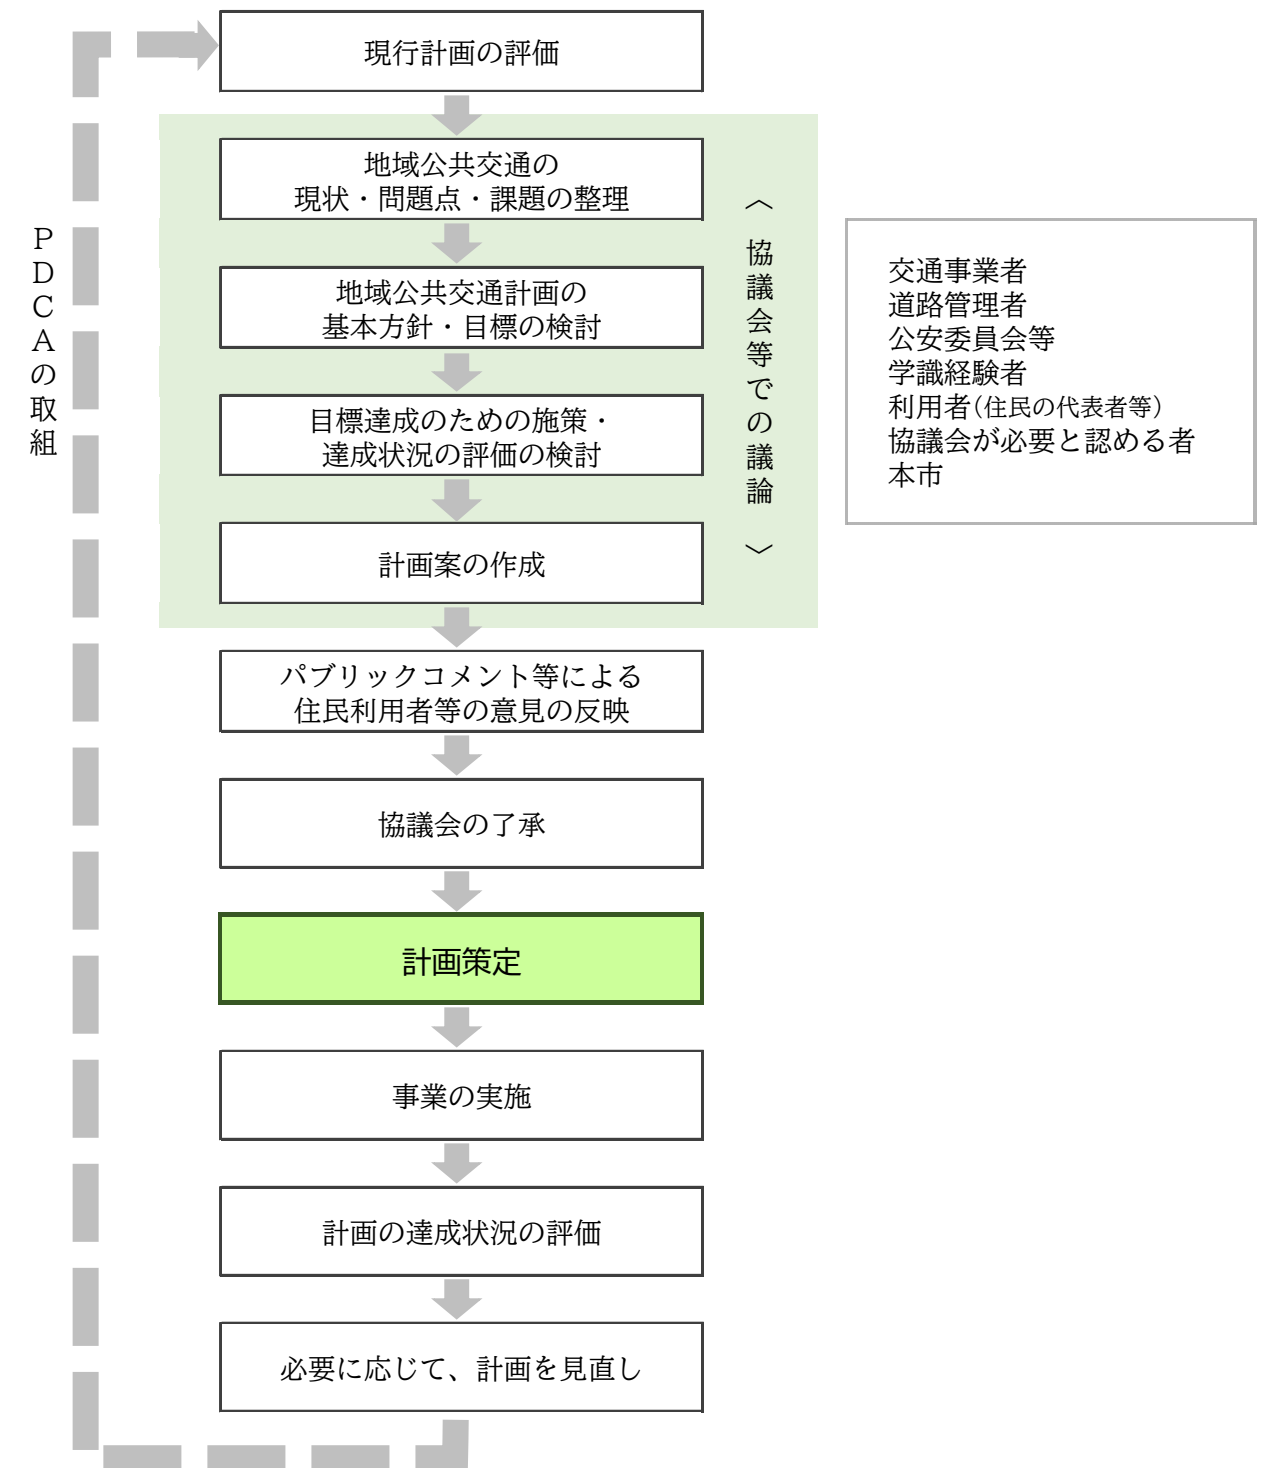 現行計画の評価
地域公共交通の
現状・問題点・課題の整理
地域公共交通計画の
基本方針・目標の検討
目標達成のための施策・
達成状況の評価の検討
計画案の作成
〈 協議会等での議論 〉
交通事業者
道路管理者
公安委員会等
学識経験者
利用者(住民の代表者等)
協議会が必要と認める者
本市
パブリックコメント等による
住民利用者等の意見の反映
協議会の了承
計画策定
事業の実施
計画の達成状況の評価
必要に応じて、計画を見直し
PDCAの取組